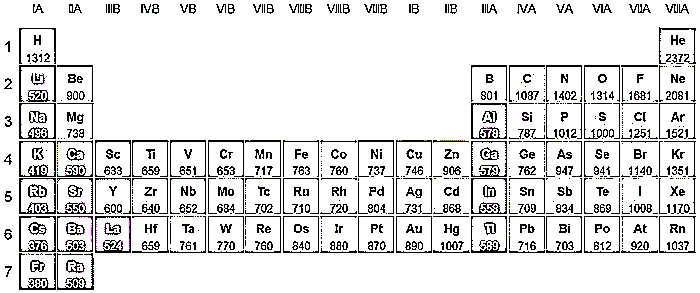 IA IIA IIIB IVB VB VIB VIIB VIIIB VIIIB VIIIB IB IIB IIIA IVA VA VIA VIIA VIIIA
1 H He
1312 2372
2 Li Be B C N O F Ne
520 900 801 1087 1402 1314 1681 2081
3 Na Mg Al Si P S Cl Ar
496 738 578 787 1012 1000 1251 1521
4 K Ca Sc Ti V Cr Mn Fe Co Ni Cu Zn Ga Ge As Se Br Kr
419 590 633 659 651 653 717 763 760 737 746 906 579 762 947 941 1140 1351
5 Rb Sr Y Zr Nb Mo Tc Ru Rh Pd Ag Cd In Sn Sb Te I Xe
403 550 600 640 652 684 702 710 720 804 731 868 558 709 834 869 1008 1170
6 Cs Ba La Hf Ta W Re Os Ir Pt Au Hg Tl Pb Bi Po At Rn
376 503 524 659 761 770 760 840 880 870 890 1007 589 716 703 812 920 1037
7 Fr Ra
380 509